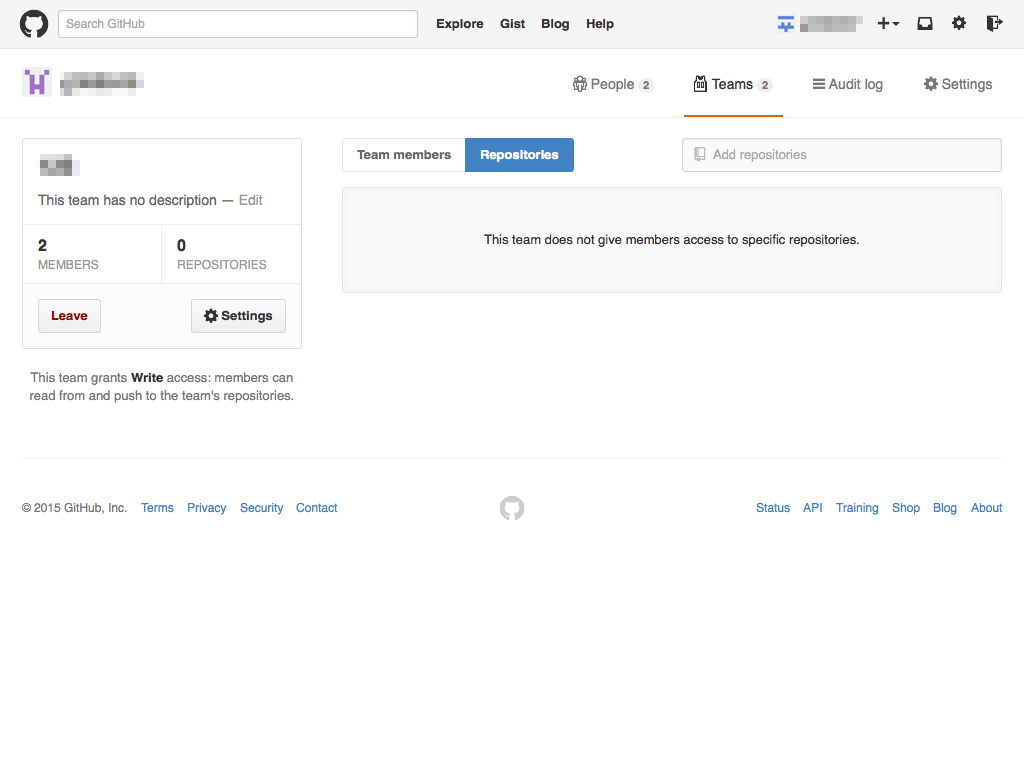 Search GitHub
Explore Gist Blog Help
People 2 Teams 2 Audit log Settings
Team members Repositories
Add repositories
This team has no description — Edit
2 MEMBERS
0 REPOSITORIES
Leave Settings
This team grants Write access: members can
read from and push to the team's repositories.
This team does not give members access to specific repositories.
© 2015 GitHub, Inc. Terms Privacy Security Contact
Status API Training Shop Blog About